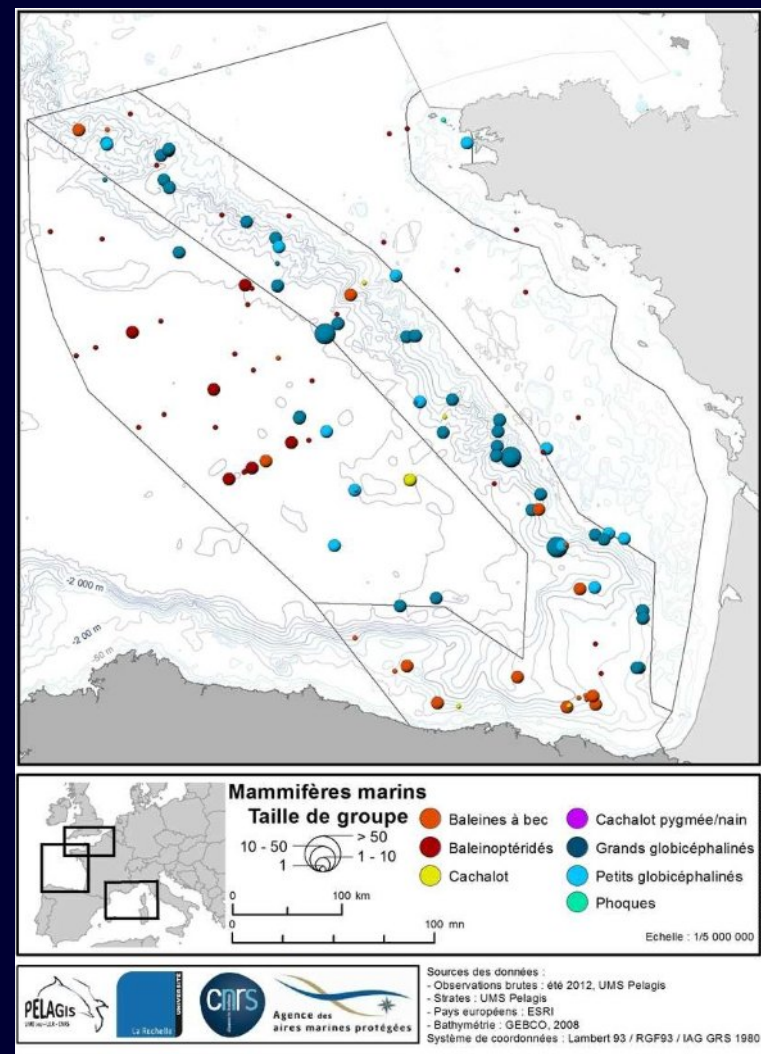 -2 000 m
-2 00 m
-50 m
Mammifères marins
Taille de groupe
10 - 50
> 50
1 - 10
1
0 100 km
0 100 mn
Baleines à bec
Baleinoptéridés
Cachalot
Cachalot pygmée/nain
Grands globicéphalinés
Petits globicéphalinés
Phoques
Echelle : 1/5 000 000
PELAGIS
La Rochelle
UNIVERSITÉ
cnrs
Agence des
aires marines protégées
Sources des données :
- Observations brutes : été 2012, UMS Pelagis
- Strates : UMS Pelagis
- Pays européens : ESRI
- Bathymétrie : GEBCO, 2008
Système de coordonnées : Lambert 93 / RGF93 / IAG GRS 1980